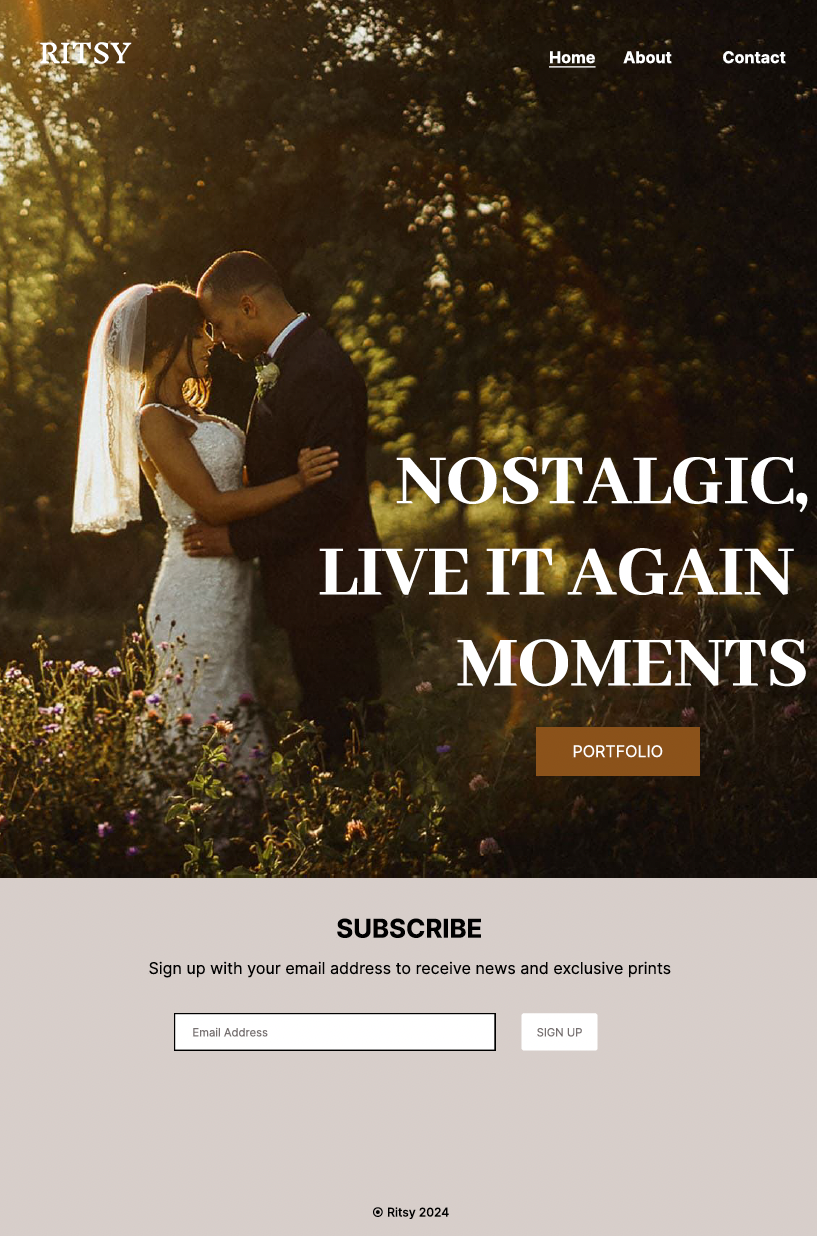 RITSY
Home About Contact
NOSTALGIC,
LIVE IT AGAIN
MOMENTS
PORTFOLIO
SUBSCRIBE
Sign up with your email address to receive news and exclusive prints
Email Address SIGN UP
© Ritsy 2024